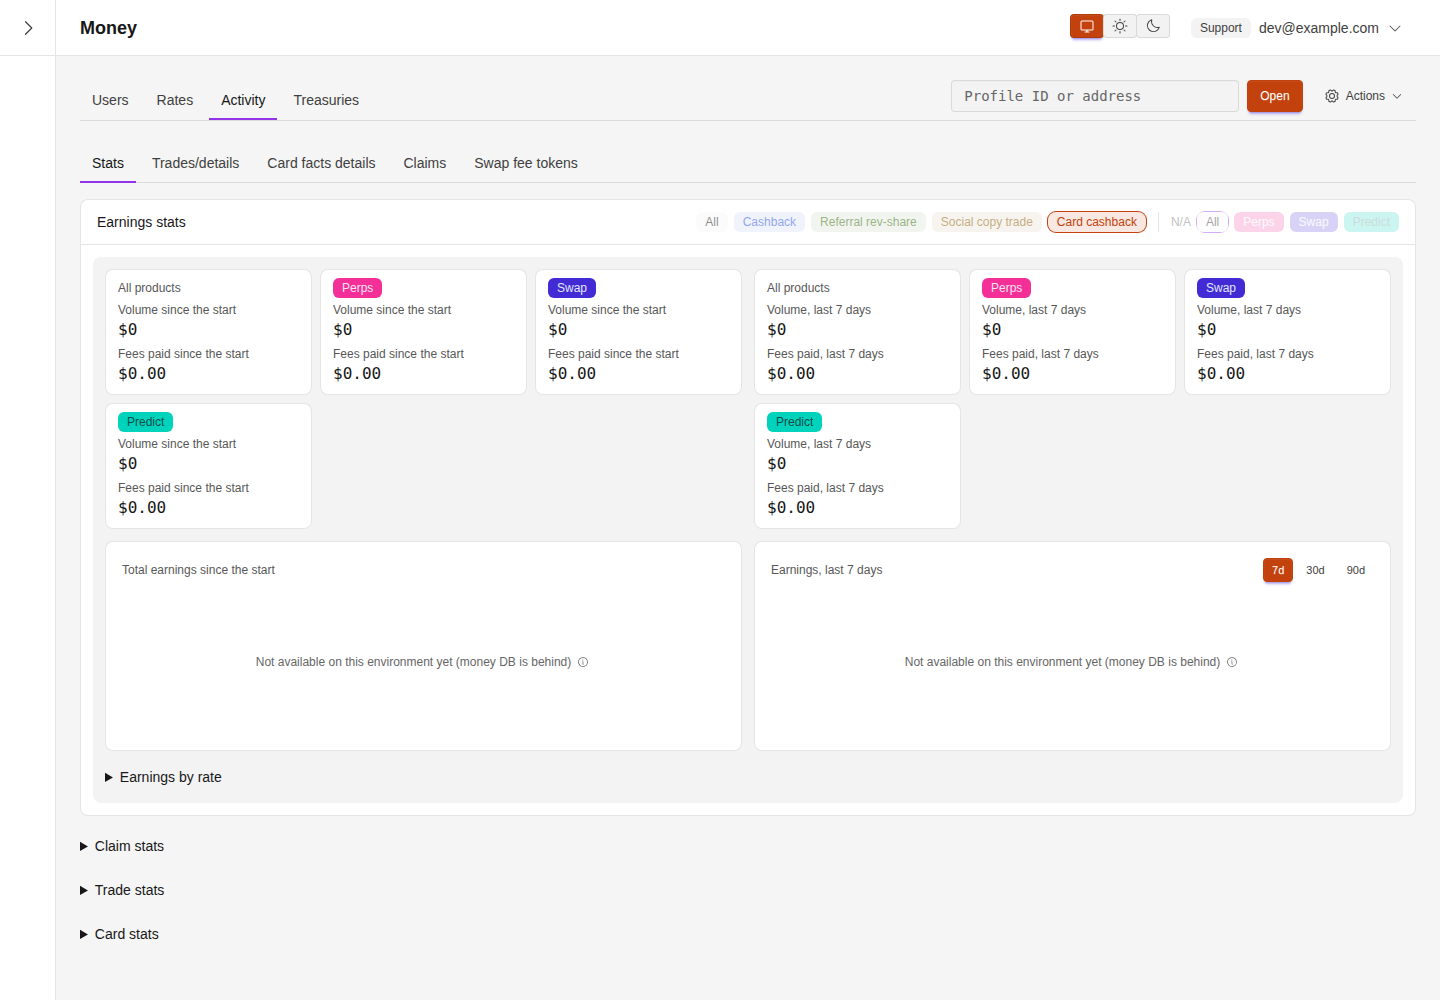 Money
Support dev@example.com
Users Rates Activity Treasuries
Profile ID or address Open Actions
Stats Trades/details Card facts details Claims Swap fee tokens
Earnings stats All Cashback Referral rev-share Social copy trade Card cashback N/A All Perps Swap Predict
All products Perps Swap All products Perps Swap
Volume since the start Volume since the start Volume since the start Volume, last 7 days Volume, last 7 days Volume, last 7 days
$0 $0 $0 $0 $0 $0
Fees paid since the start Fees paid since the start Fees paid since the start Fees paid, last 7 days Fees paid, last 7 days Fees paid, last 7 days
$0.00 $0.00 $0.00 $0.00 $0.00 $0.00
Predict Predict
Volume since the start Volume, last 7 days
$0 $0
Fees paid since the start Fees paid, last 7 days
$0.00 $0.00
Total earnings since the start Earnings, last 7 days 7d 30d 90d
Not available on this environment yet (money DB is behind) Not available on this environment yet (money DB is behind)
Earnings by rate
Claim stats
Trade stats
Card stats